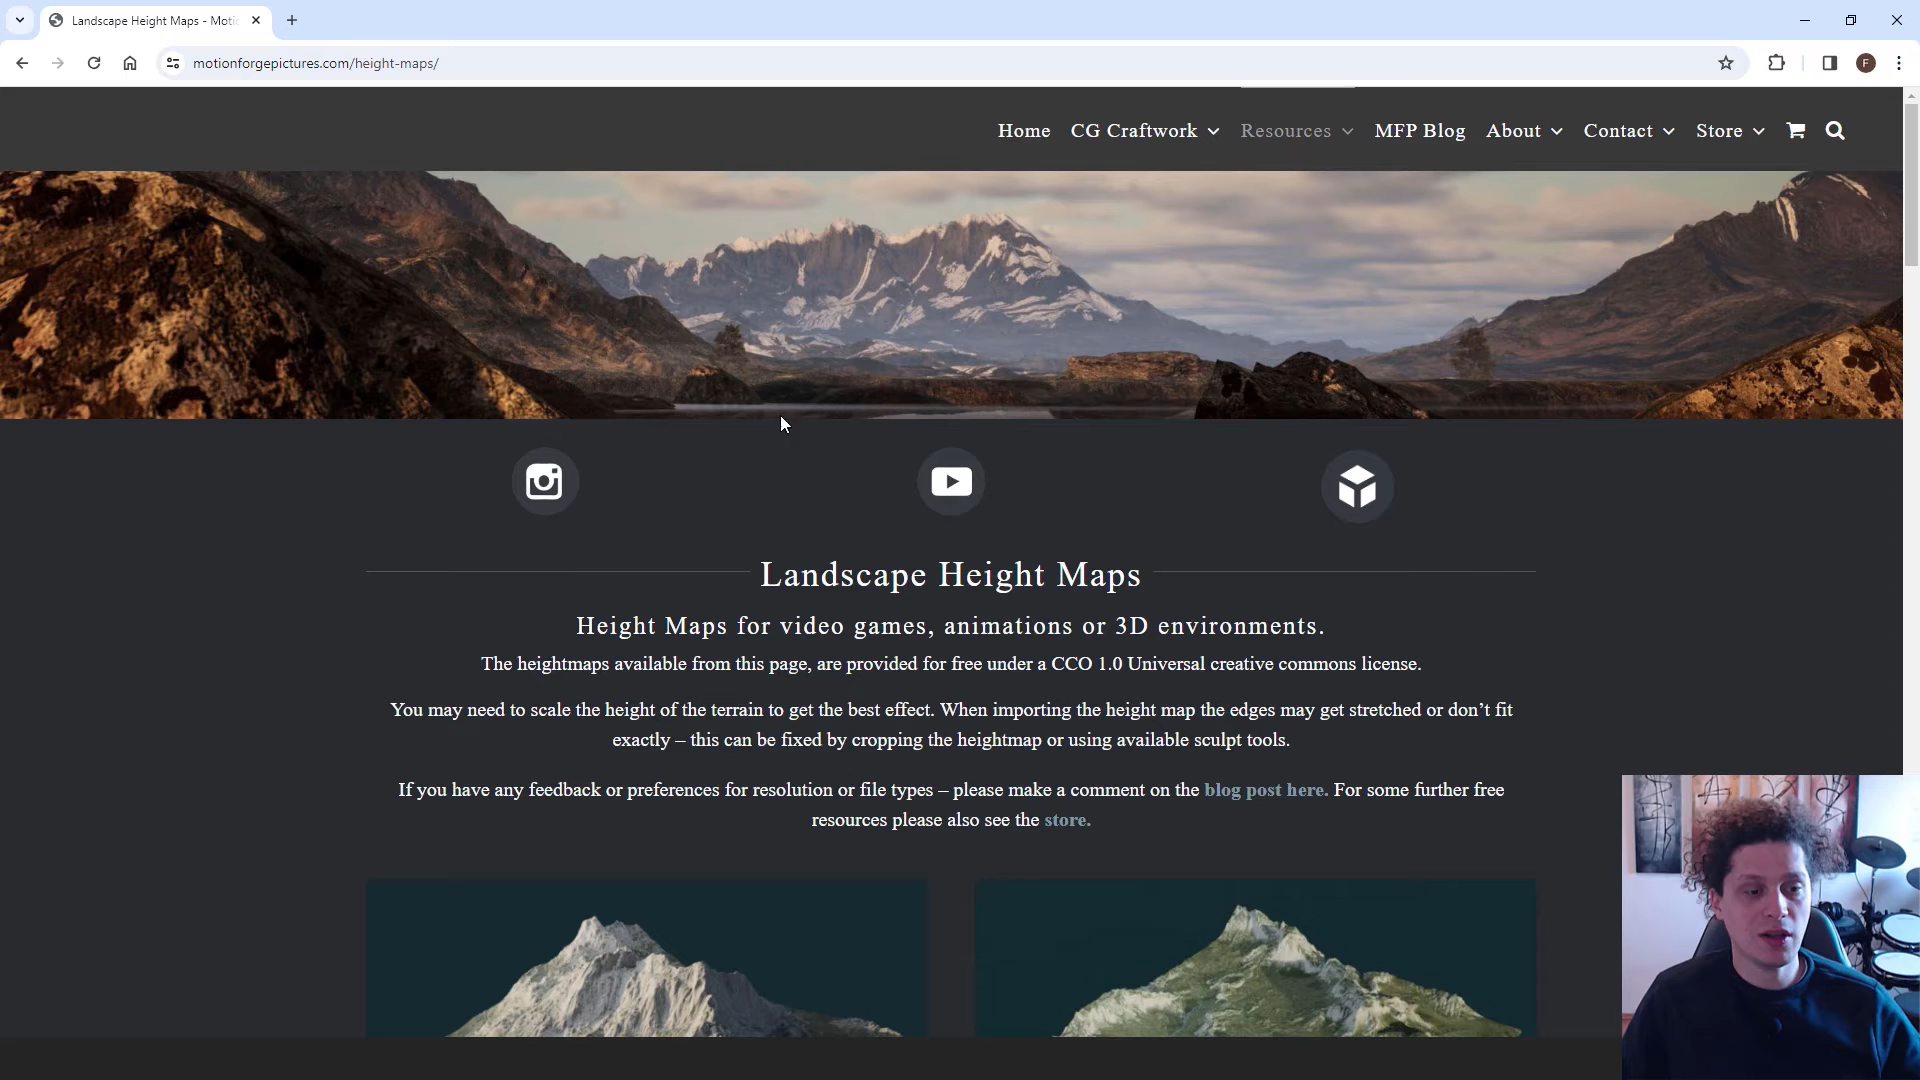 Landscape Height Maps - Motio
motionforgepictures.com/height-maps/
F
Home CG Craftwork Resources MFP Blog About Contact Store
Landscape Height Maps
Height Maps for video games, animations or 3D environments.
The heightmaps available from this page, are provided for free under a CCO 1.0 Universal creative commons license.
You may need to scale the height of the terrain to get the best effect. When importing the height map the edges may get stretched or don’t fit
exactly – this can be fixed by cropping the heightmap or using available sculpt tools.
If you have any feedback or preferences for resolution or file types – please make a comment on the blog post here. For some further free
resources please also see the store.